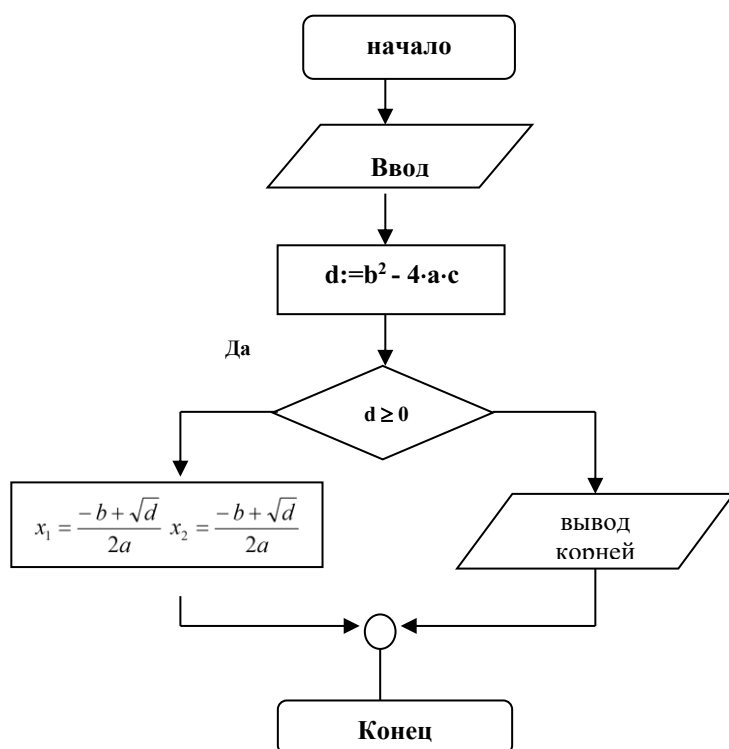 начало
Ввод
d:=b² - 4·a·c
Да
d ≥ 0
x₁ = (-b + √d)/2a x₂ = (-b + √d)/2a
вывод
корней
Конец